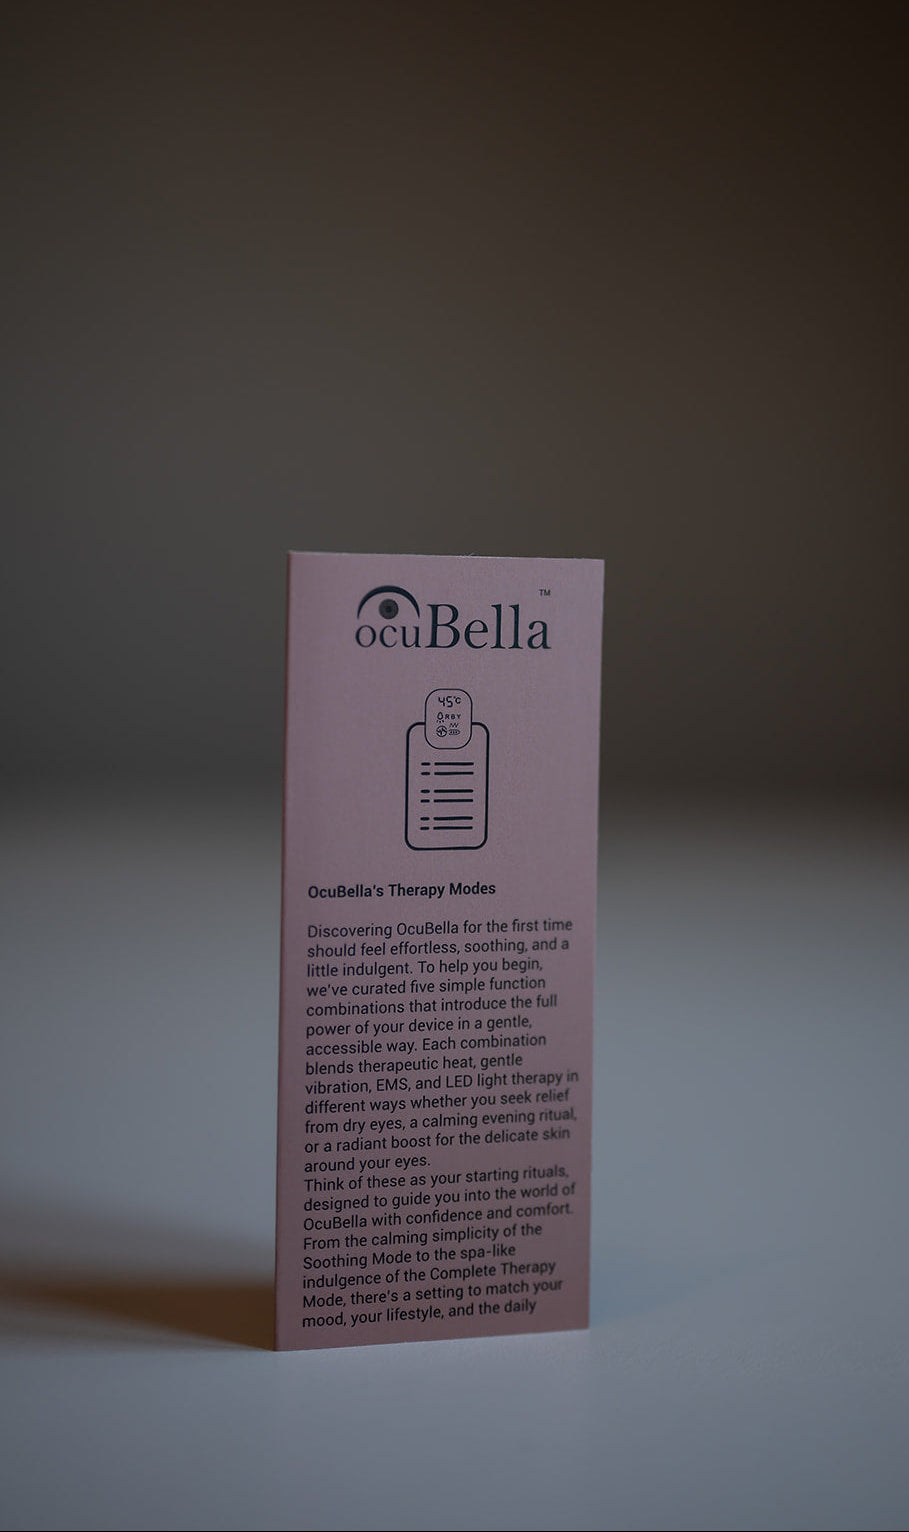 ocuBella™
45°C
RBY
OcuBella's Therapy Modes
Discovering OcuBella for the first time
should feel effortless, soothing, and a
little indulgent. To help you begin,
we've curated five simple function
combinations that introduce the full
power of your device in a gentle,
accessible way. Each combination
blends therapeutic heat, gentle
vibration, EMS, and LED light therapy in
different ways whether you seek relief
from dry eyes, a calming evening ritual,
or a radiant boost for the delicate skin
around your eyes.
Think of these as your starting rituals,
designed to guide you into the world of
OcuBella with confidence and comfort.
From the calming simplicity of the
Soothing Mode to the spa-like
indulgence of the Complete Therapy
Mode, there's a setting to match your
mood, your lifestyle, and the daily